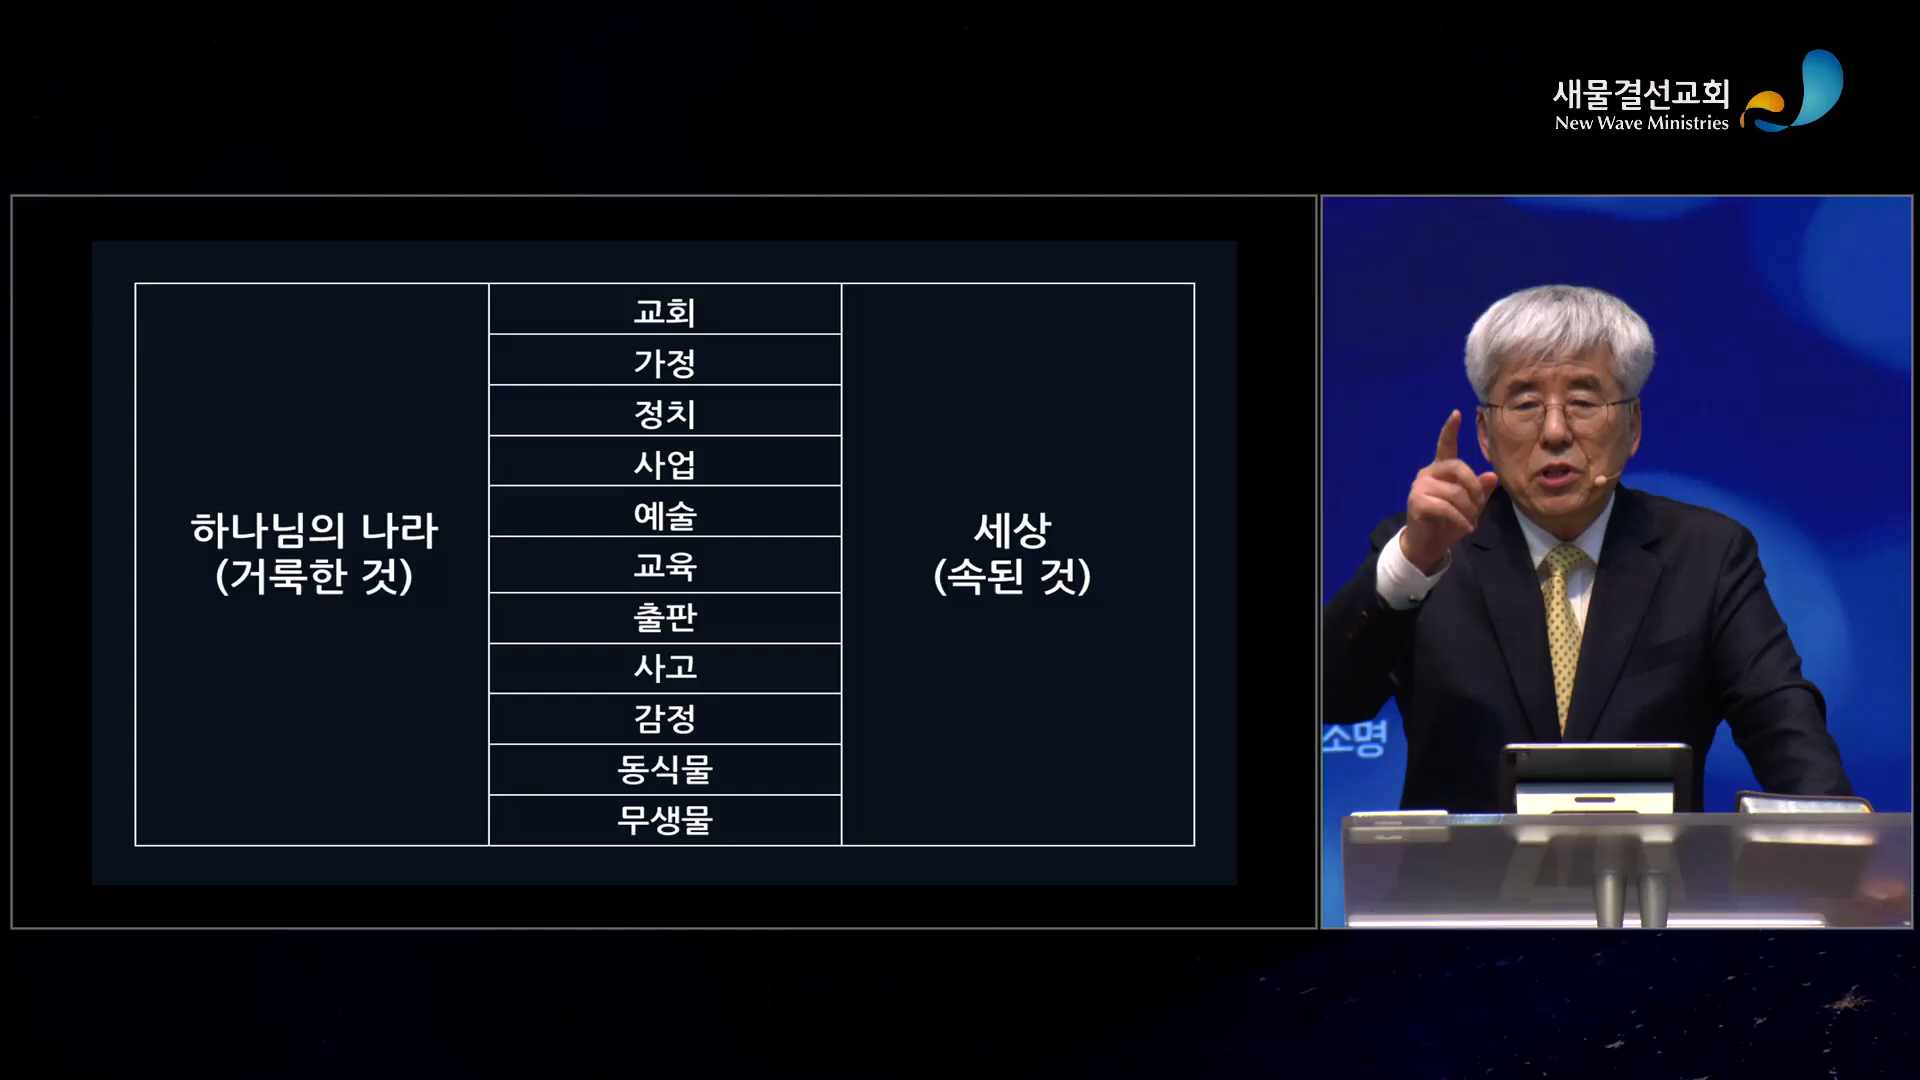 새물결선교회
New Wave Ministries
하나님의 나라
(거룩한 것)
교회
가정
정치
사업
예술
교육
출판
사고
감정
동식물
무생물
세상
(속된 것)
소명